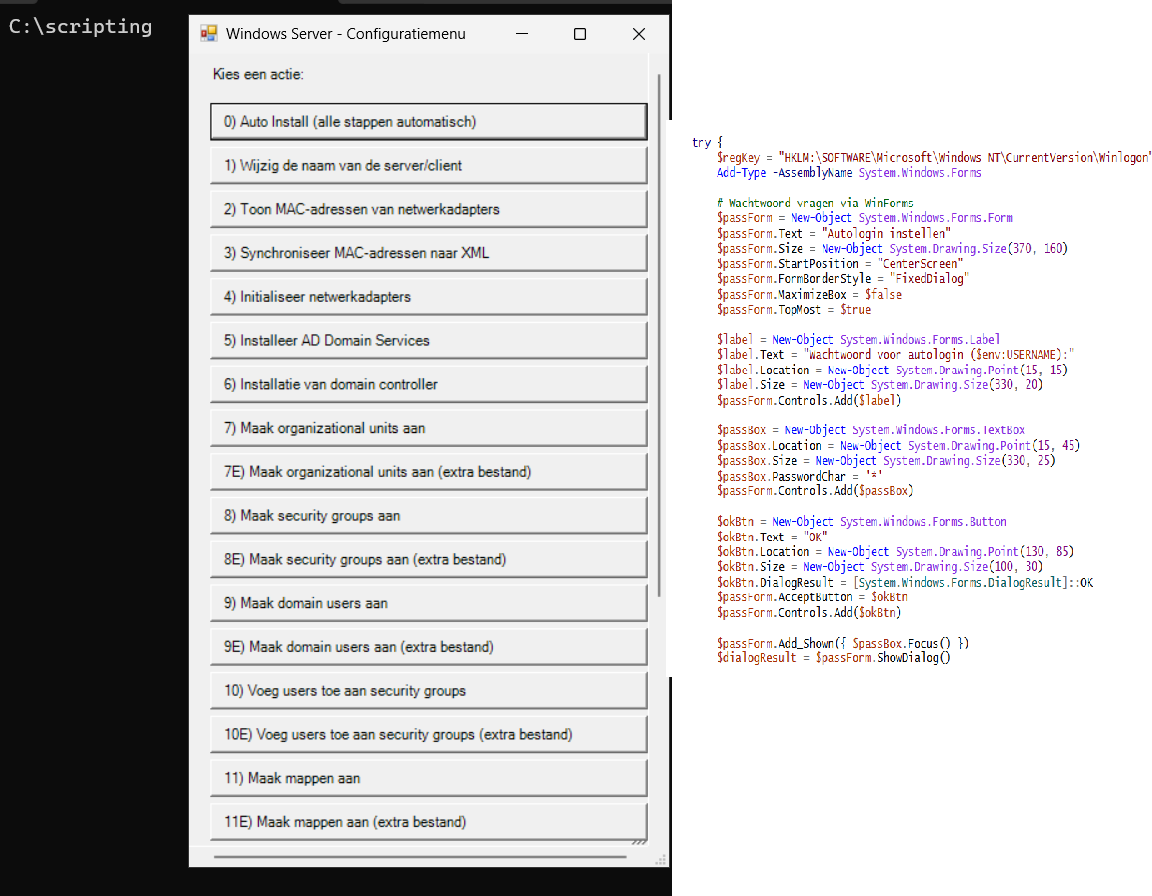 C:\scripting
Windows Server - Configuratiemenu
Kies een actie:
0) Auto Install (alle stappen automatisch)
1) Wijzig de naam van de server/client
2) Toon MAC-adressen van netwerkadapters
3) Synchroniseer MAC-adressen naar XML
4) Initialiseer netwerkadapters
5) Installeer AD Domain Services
6) Installatie van domain controller
7) Maak organizational units aan
7E) Maak organizational units aan (extra bestand)
8) Maak security groups aan
8E) Maak security groups aan (extra bestand)
9) Maak domain users aan
9E) Maak domain users aan (extra bestand)
10) Voeg users toe aan security groups
10E) Voeg users toe aan security groups (extra bestand)
11) Maak mappen aan
11E) Maak mappen aan (extra bestand)
try {
$regKey = "HKLM:\SOFTWARE\Microsoft\Windows NT\CurrentVersion\Winlogon"
Add-Type -AssemblyName System.Windows.Forms
# Wachtwoord vragen via WinForms
$passForm = New-Object System.Windows.Forms.Form
$passForm.Text = "Autologin instellen"
$passForm.Size = New-Object System.Drawing.Size(370, 160)
$passForm.StartPosition = "CenterScreen"
$passForm.FormBorderStyle = "FixedDialog"
$passForm.MaximizeBox = $false
$passForm.TopMost = $true
$label = New-Object System.Windows.Forms.Label
$label.Text = "Wachtwoord voor autologin ($env:USERNAME):"
$label.Location = New-Object System.Drawing.Point(15, 15)
$label.Size = New-Object System.Drawing.Size(330, 20)
$passForm.Controls.Add($label)
$passBox = New-Object System.Windows.Forms.TextBox
$passBox.Location = New-Object System.Drawing.Point(15, 45)
$passBox.Size = New-Object System.Drawing.Size(330, 25)
$passBox.PasswordChar = '*'
$passForm.Controls.Add($passBox)
$okBtn = New-Object System.Windows.Forms.Button
$okBtn.Text = "OK"
$okBtn.Location = New-Object System.Drawing.Point(130, 85)
$okBtn.Size = New-Object System.Drawing.Size(100, 30)
$okBtn.DialogResult = [System.Windows.Forms.DialogResult]::OK
$passForm.AcceptButton = $okBtn
$passForm.Controls.Add($okBtn)
$passForm.Add_Shown({ $passBox.Focus() })
$dialogResult = $passForm.ShowDialog()